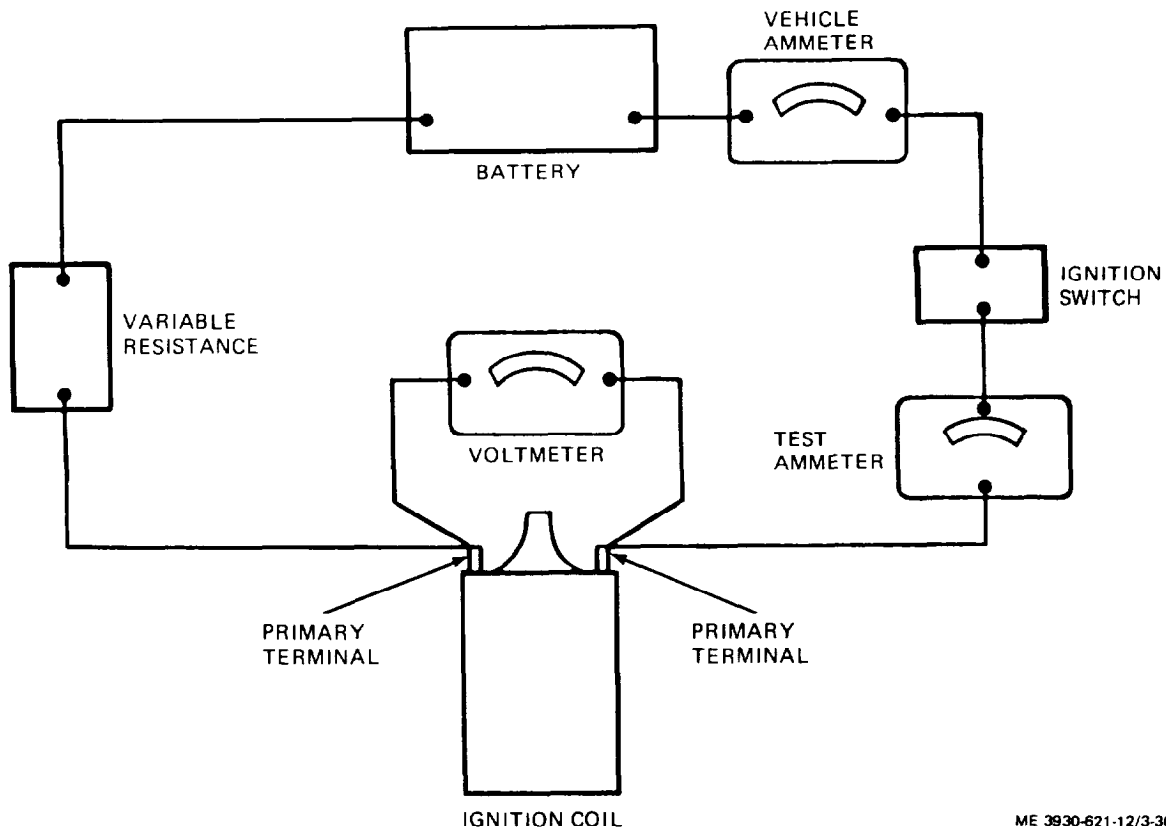 VEHICLE
AMMETER
BATTERY
IGNITION
SWITCH
VARIABLE
RESISTANCE
VOLTMETER
TEST
AMMETER
PRIMARY
TERMINAL
PRIMARY
TERMINAL
IGNITION COIL